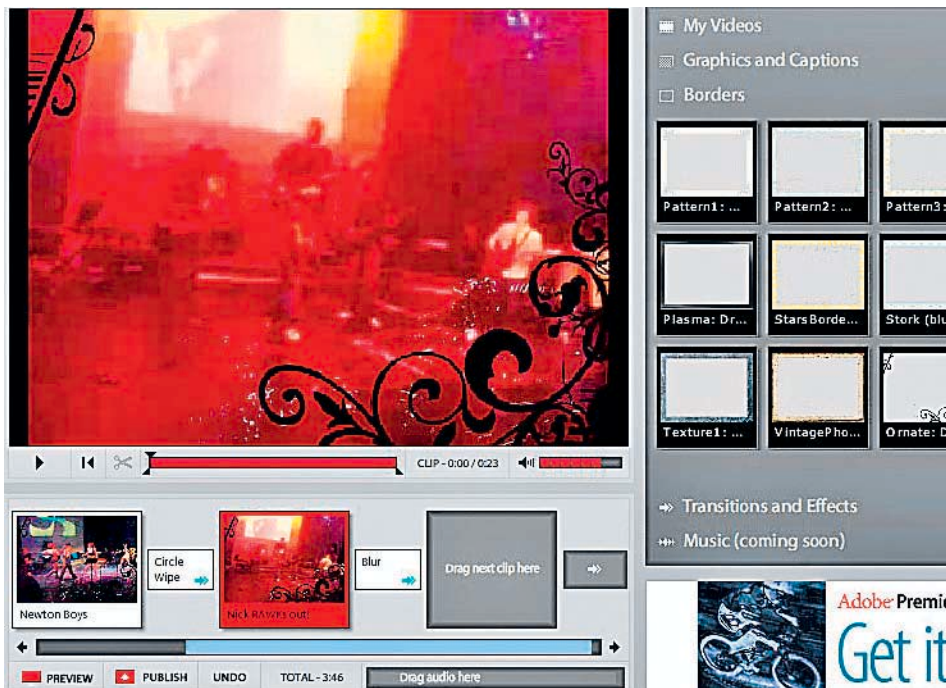 My Videos
Graphics and Captions
Borders
Pattern1: ...
Pattern2: ...
Pattern3:
Plasma: Dr...
StarsBorde...
Stork (blu
Texture1: ...
VintagePho...
Ornate: D
Transitions and Effects
Music (coming soon)
CLIP - 0:00 / 0:23
Newton Boys
Circle
Wipe
Nick RAWKs out!
Blur
Drag next clip here
PREVIEW
PUBLISH
UNDO
TOTAL - 3:46
Drag audio here
Adobe Premie
Get it